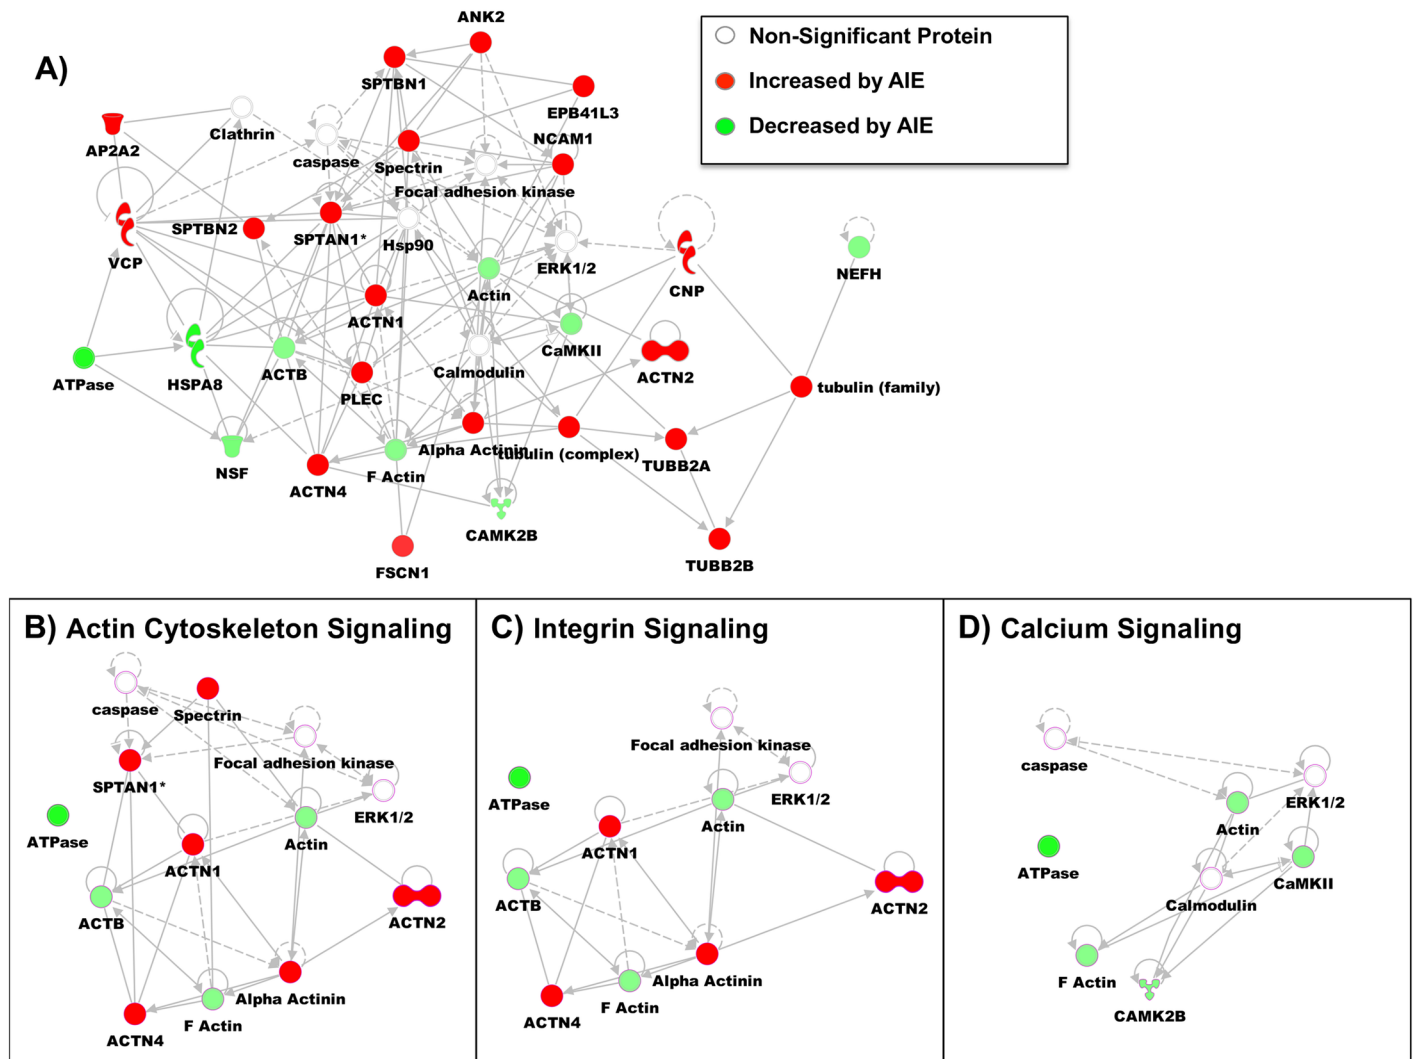 A)
ANK2
SPTBN1
EPB41L3
AP2A2
Clathrin
caspase
Spectrin
NCAM1
Focal adhesion kinase
VCP
SPTBN2
SPTAN1*
Hsp90
ERK1/2
CNP
NEFH
Actin
ACTN1
CaMKII
ATPase
HSPA8
ACTB
PLEC
Calmodulin
ACTN2
tubulin (family)
NSF
ACTN4
F Actin
Alpha Actinin
tubulin (complex)
TUBB2A
CAMK2B
FSCN1
TUBB2B
Non-Significant Protein
Increased by AIE
Decreased by AIE
B) Actin Cytoskeleton Signaling
caspase
Spectrin
Focal adhesion kinase
SPTAN1*
ERK1/2
ATPase
Actin
ACTN1
ACTB
ACTN2
Alpha Actinin
F Actin
ACTN4
C) Integrin Signaling
Focal adhesion kinase
ERK1/2
ATPase
Actin
ACTN1
ACTB
ACTN2
Alpha Actinin
F Actin
ACTN4
D) Calcium Signaling
caspase
ERK1/2
Actin
ATPase
CaMKII
Calmodulin
F Actin
CAMK2B